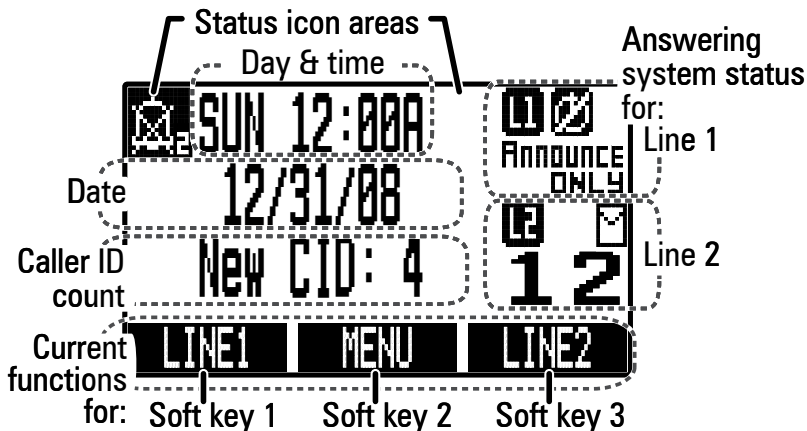 Status icon areas
Day & time
Answering
system status
for:
SUN 12:00A
L1
Line 1
ANNOUNCE
ONLY
Date
12/31/08
L2
Line 2
12
Caller ID
count
New CID: 4
Current
functions
for:
LINE1 MENU LINE2
Soft key 1 Soft key 2 Soft key 3